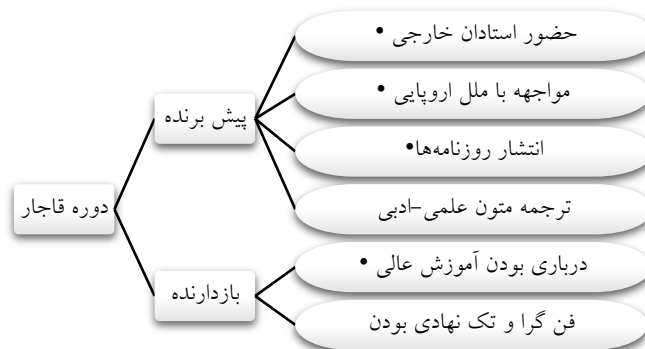 دوره قاجار
پیش برنده
حضور استادان خارجی •
مواجهه با ملل اروپایی •
انتشار روزنامه‌ها•
ترجمه متون علمی-ادبی
بازدارنده
درباری بودن آموزش عالی •
فن گرا و تک نهادی بودن